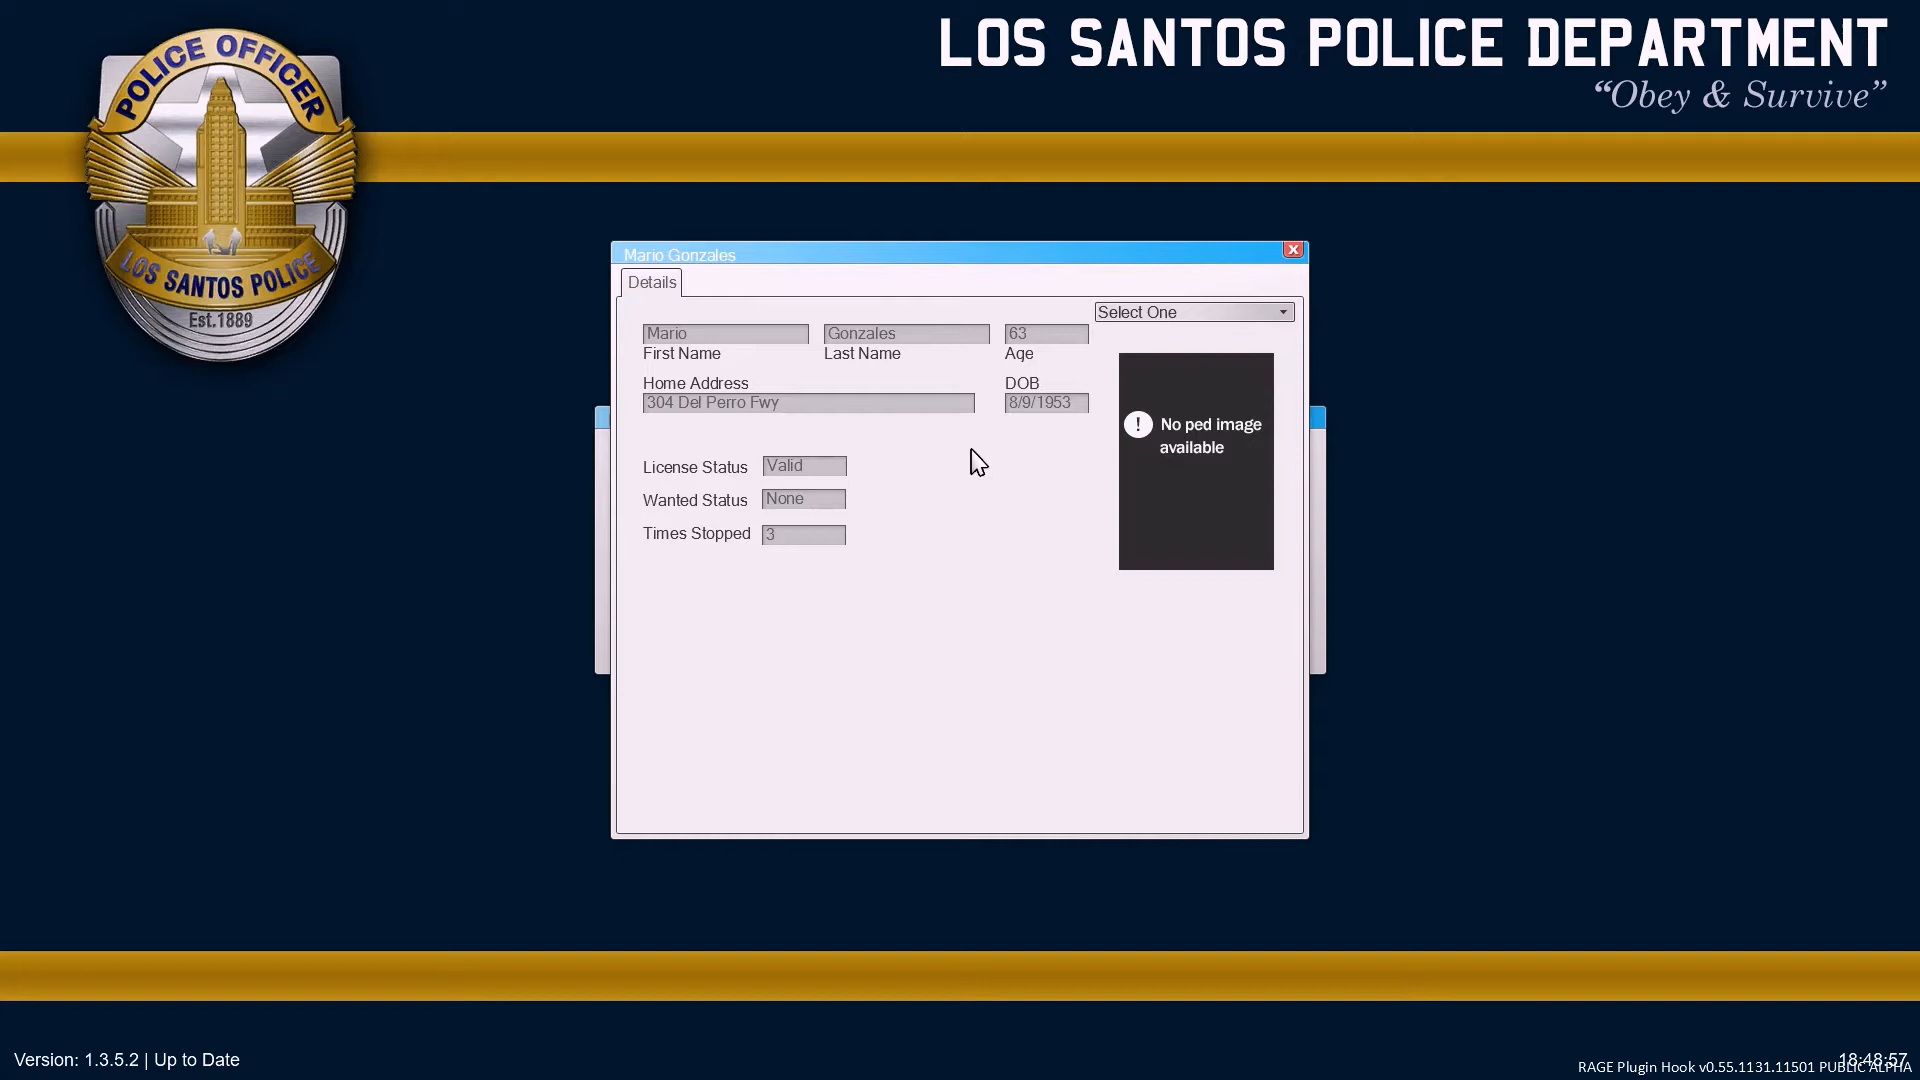 LOS SANTOS POLICE DEPARTMENT
“Obey & Survive”
POLICE OFFICER
LOS SANTOS POLICE
Est.1889
Mario Gonzales
Details
Select One
Mario Gonzales 63
First Name Last Name Age
Home Address DOB
304 Del Perro Fwy 8/9/1953
! No ped image
available
License Status Valid
Wanted Status None
Times Stopped 3
Version: 1.3.5.2 | Up to Date
18:48:57
RAGE Plugin Hook v0.55.1131.11501 PUBLIC ALPHA